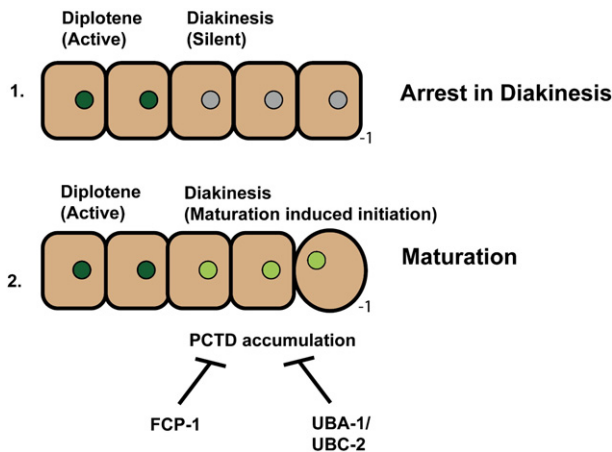 Diplotene Diakinesis
(Active) (Silent)
1. Arrest in Diakinesis
-1
Diplotene Diakinesis
(Active) (Maturation induced initiation)
Maturation
2.
-1
PCTD accumulation
FCP-1 UBA-1/
UBC-2